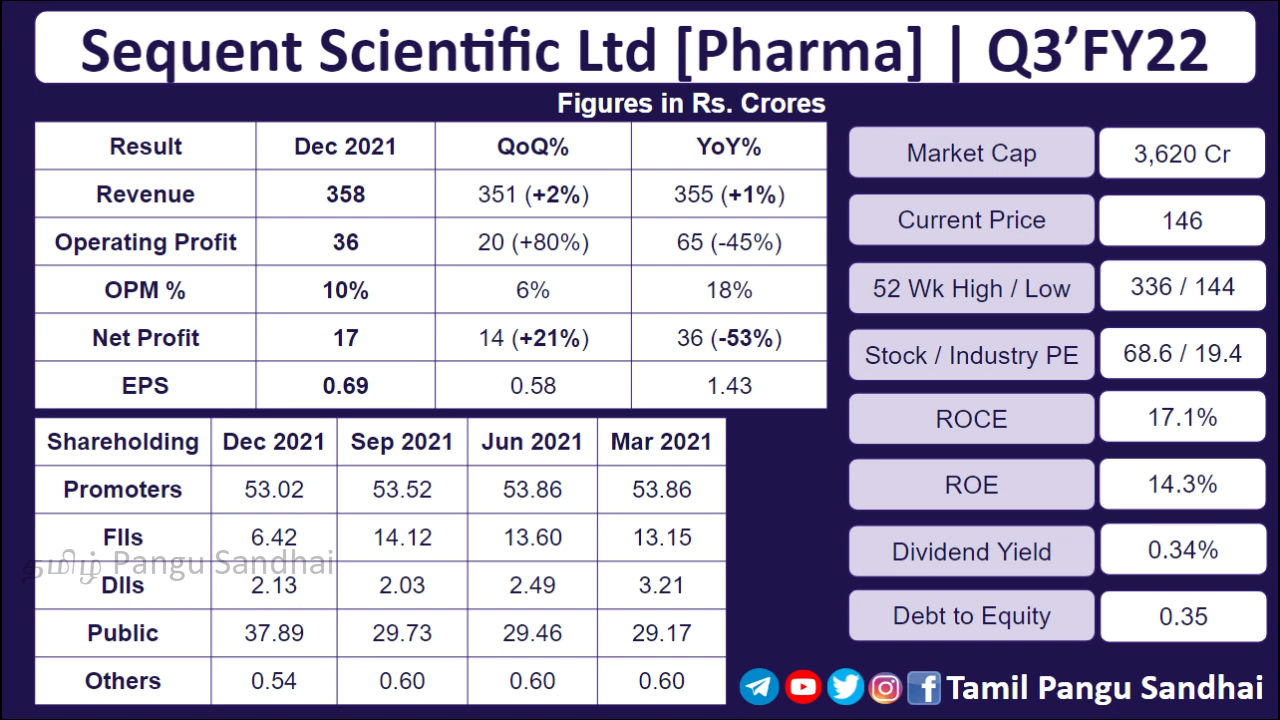 Sequent Scientific Ltd [Pharma] | Q3’FY22
Figures in Rs. Crores
Result Dec 2021 QoQ% YoY%
Revenue 358 351 (+2%) 355 (+1%)
Operating Profit 36 20 (+80%) 65 (-45%)
OPM % 10% 6% 18%
Net Profit 17 14 (+21%) 36 (-53%)
EPS 0.69 0.58 1.43
Shareholding Dec 2021 Sep 2021 Jun 2021 Mar 2021
Promoters 53.02 53.52 53.86 53.86
FIIs 6.42 14.12 13.60 13.15
தமிழ் Pangu Sandhai
DIIs 2.13 2.03 2.49 3.21
Public 37.89 29.73 29.46 29.17
Others 0.54 0.60 0.60 0.60
Market Cap 3,620 Cr
Current Price 146
52 Wk High / Low 336 / 144
Stock / Industry PE 68.6 / 19.4
ROCE 17.1%
ROE 14.3%
Dividend Yield 0.34%
Debt to Equity 0.35
Tamil Pangu Sandhai